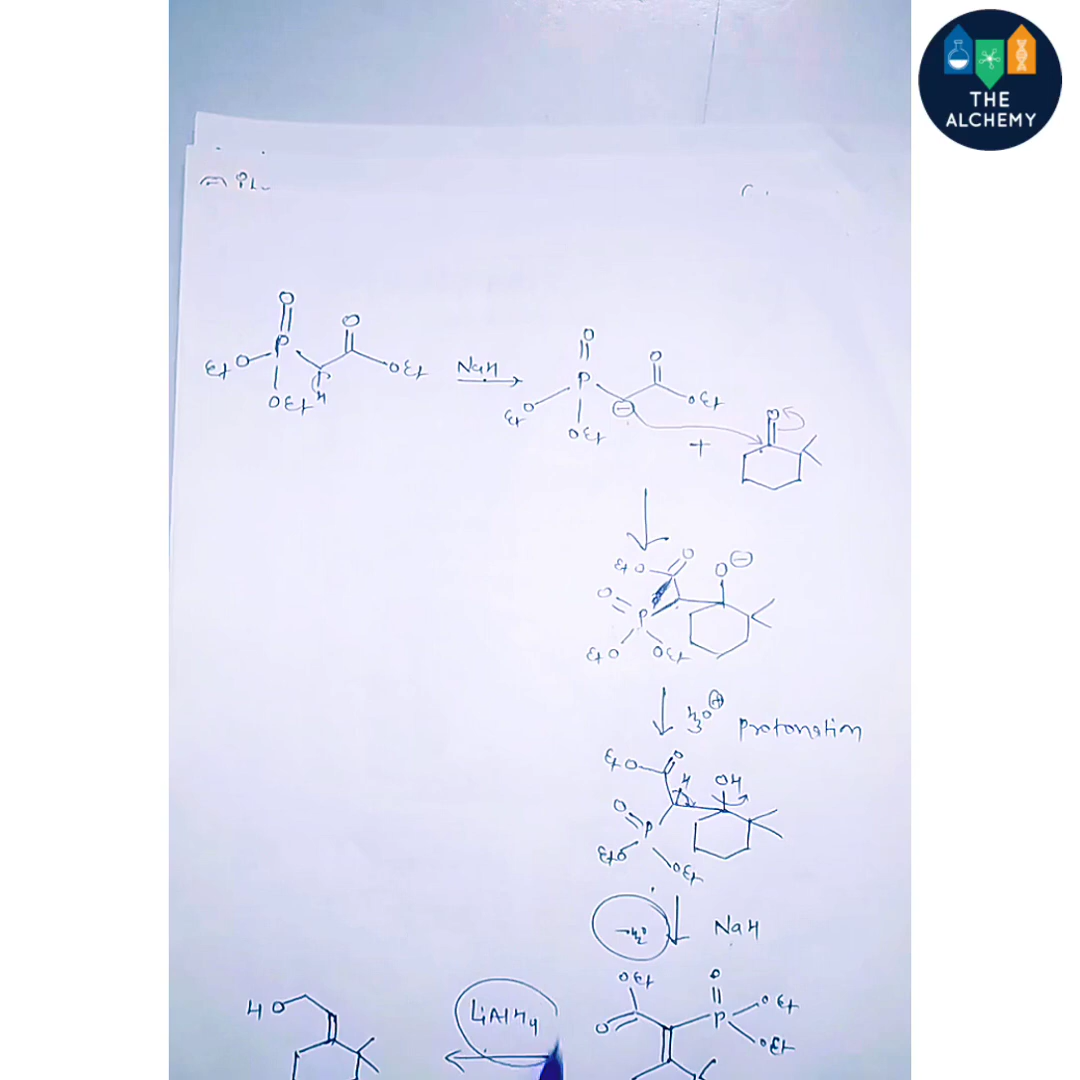 THE
ALCHEMY
O
O
P
EtO
OEt
OEt
H
NaH
O
O
P
EtO
OEt
OEt
⊖
+
O
EtO
O
O ⊖
O
P
EtO
OEt
H3O ⊕
Protonation
EtO
O
H
OH
O
P
EtO
OEt
-H2O
NaH
OEt
O
O
P
OEt
OEt
LiAlH4
HO